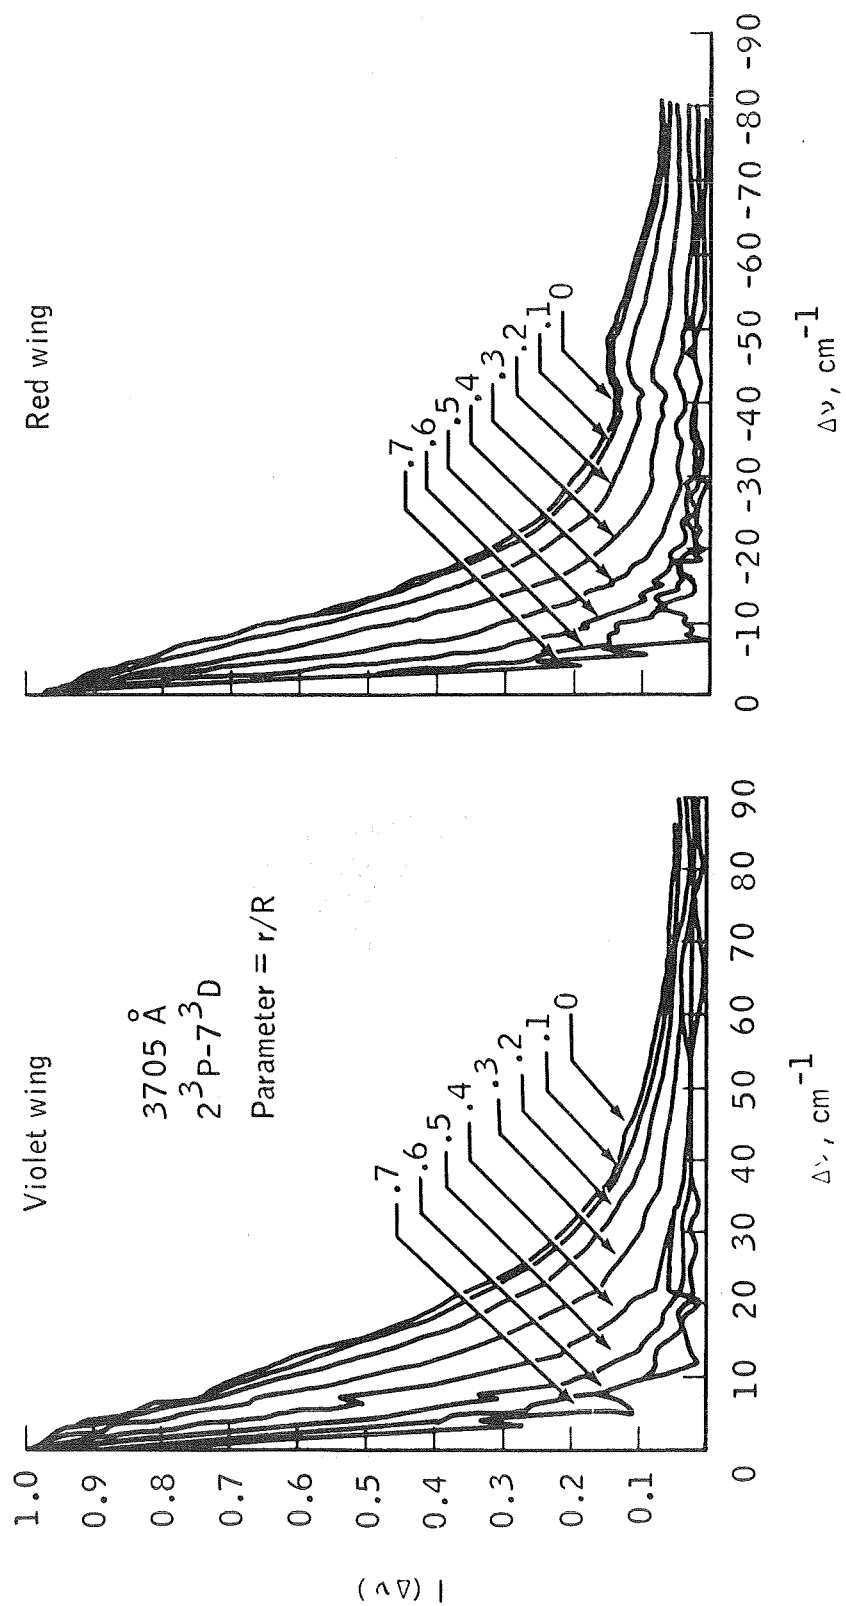 Violet wing
3705 Å
2³P-7³D
Parameter = r/R
.7
.6
.5
.4
.3
.2
.1
0
1.0
0.9
0.8
0.7
0.6
0.5
0.4
0.3
0.2
0.1
I (Δν)
0 10 20 30 40 50 60 70 80 90
Δν, cm⁻¹
Red wing
.7
.6
.5
.4
.3
.2
.1
0
0 -10 -20 -30 -40 -50 -60 -70 -80 -90
Δν, cm⁻¹